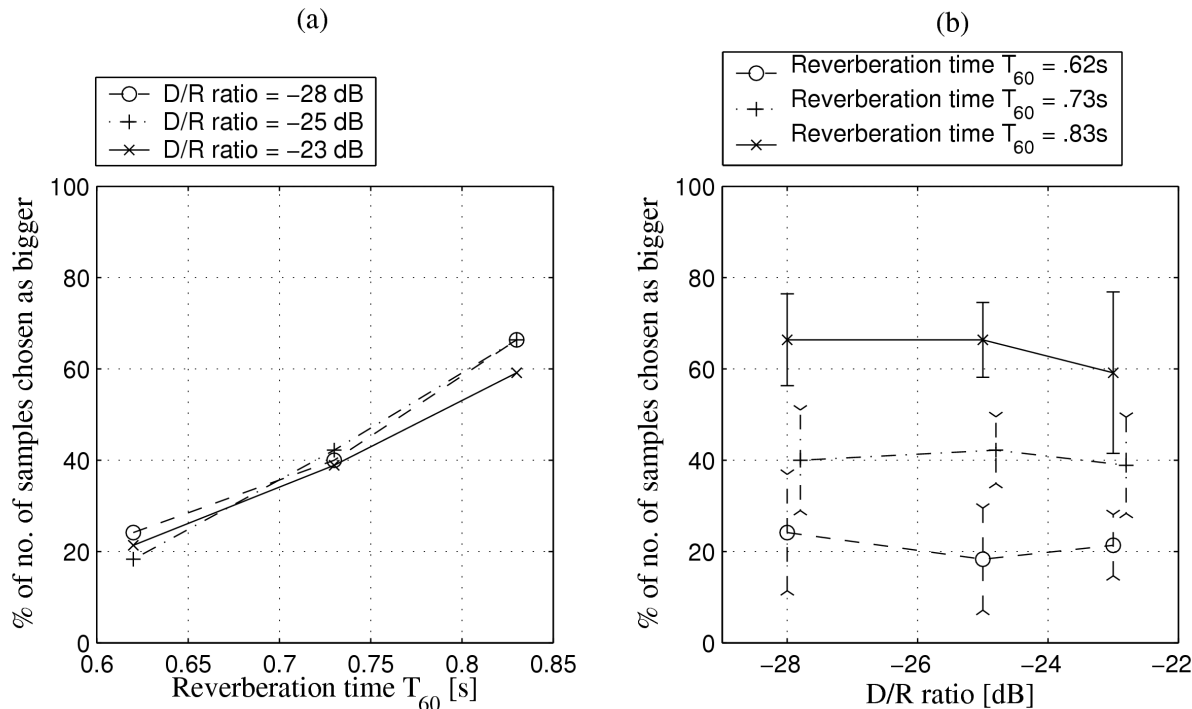 (a)
D/R ratio = −28 dB
D/R ratio = −25 dB
D/R ratio = −23 dB
% of no. of samples chosen as bigger
100
80
60
40
20
0
0.6 0.65 0.7 0.75 0.8 0.85
Reverberation time T60 [s]
(b)
Reverberation time T60 = .62s
Reverberation time T60 = .73s
Reverberation time T60 = .83s
% of no. of samples chosen as bigger
100
80
60
40
20
0
−28 −26 −24 −22
D/R ratio [dB]